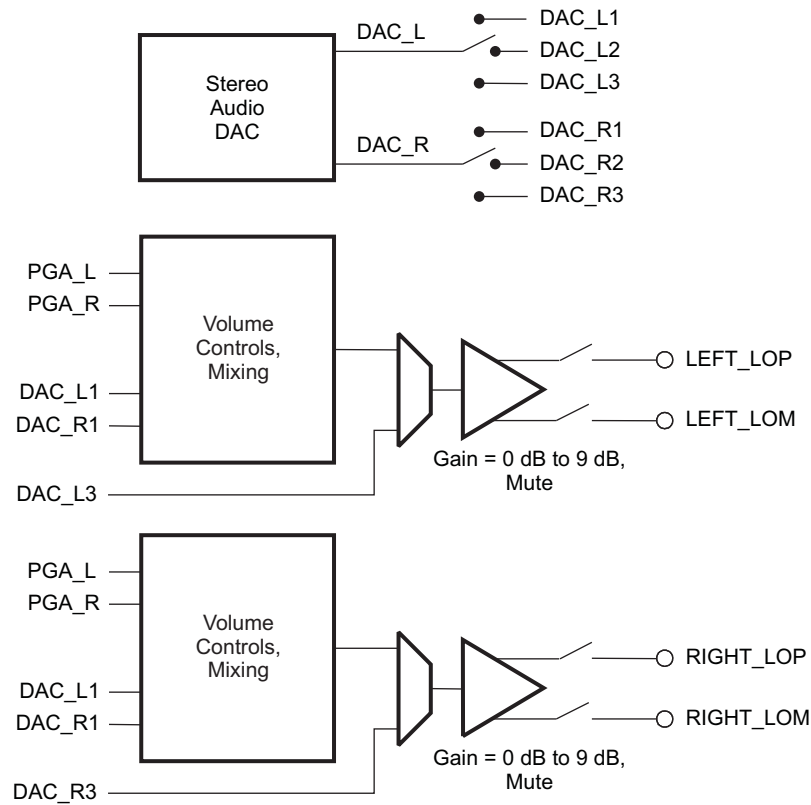 DAC_L
DAC_L1
DAC_L2
DAC_L3
Stereo
Audio
DAC
DAC_R
DAC_R1
DAC_R2
DAC_R3
PGA_L
PGA_R
DAC_L1
DAC_R1
DAC_L3
Volume
Controls,
Mixing
LEFT_LOP
LEFT_LOM
Gain = 0 dB to 9 dB,
Mute
PGA_L
PGA_R
DAC_L1
DAC_R1
DAC_R3
Volume
Controls,
Mixing
RIGHT_LOP
RIGHT_LOM
Gain = 0 dB to 9 dB,
Mute